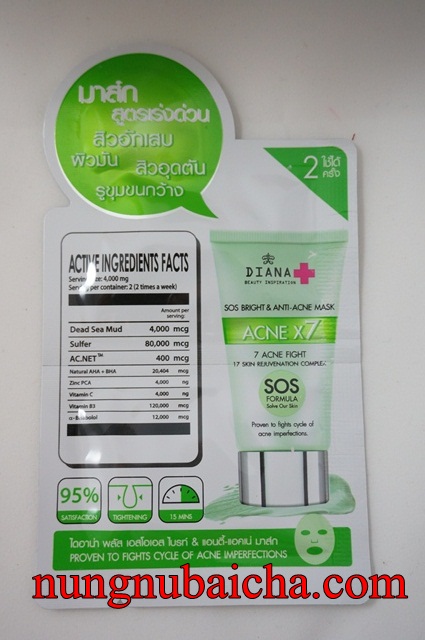 มาส์ก
สูตรเร่งด่วน
สิวอักเสบ
ผิวมัน สิวอุดตัน
รูขุมขนกว้าง
2 ใช้ได้
ครั้ง
ACTIVE INGREDIENTS FACTS
Serving size: 4,000 mg
Serving per container: 2 (2 times a week)
Amount per
serving:
Dead Sea Mud 4,000 mcg
Sulfer 80,000 mcg
AC.NET™ 400 mcg
Natural AHA + BHA 20,404 mcg
Zinc PCA 4,000 ng
Vitamin C 4,000 ng
Vitamin B3 120,000 mcg
α-Bisabolol 12,000 mcg
DIANA
BEAUTY INSPIRATION
SOS BRIGHT & ANTI-ACNE MASK
ACNE X7
7 ACNE FIGHT
17 SKIN REJUVENATION COMPLEX
SOS
FORMULA
Solve Our Skin
Proven to fights cycle of
acne imperfections.
95%
SATISFACTION
TIGHTENING
15 MINS
ไดอาน่า พลัส เอสโอเอส ไบรท์ & แอนตี้-แอคเน่ มาส์ก
PROVEN TO FIGHTS CYCLE OF ACNE IMPERFECTIONS
nungnubaicha.com